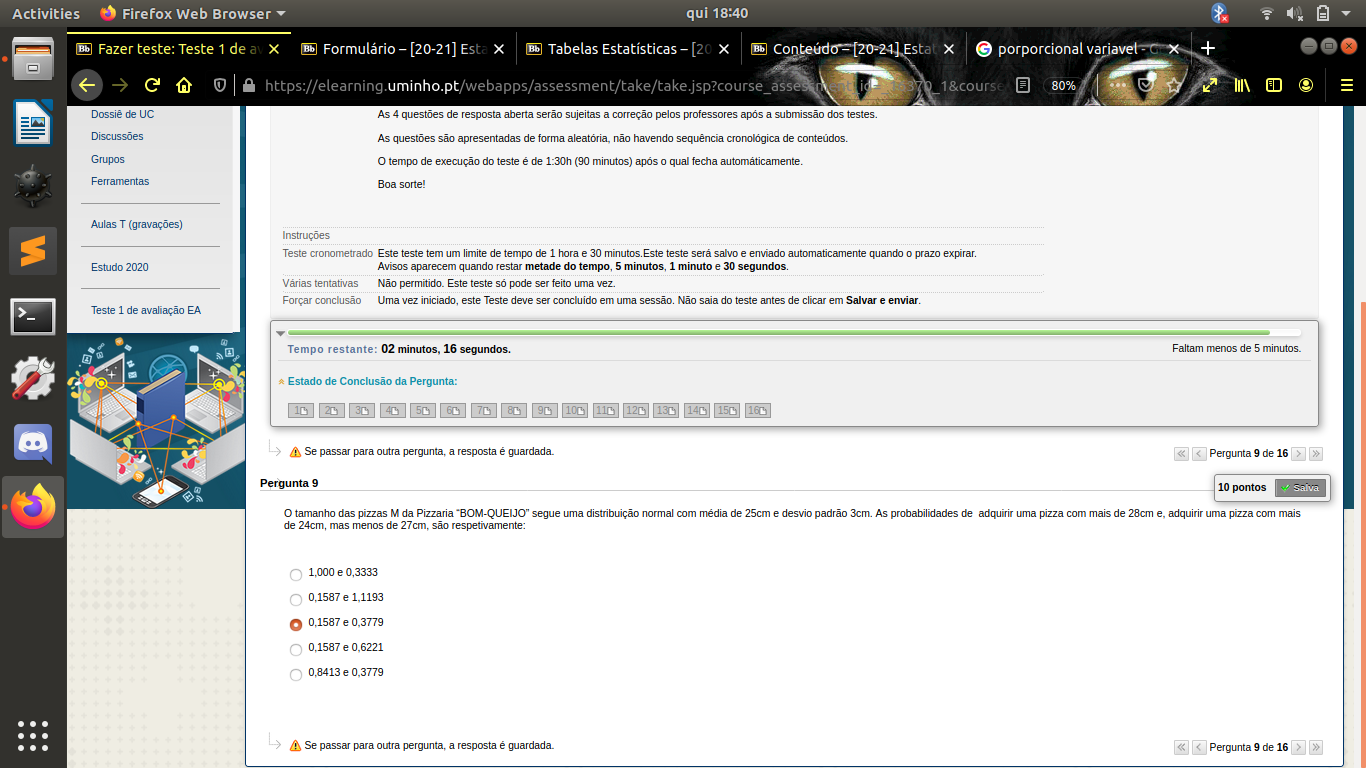 Activities Firefox Web Browser qui 18:40
Fazer teste: Teste 1 de av Formulário – [20-21] Esta Tabelas Estatísticas – [20 Conteúdo – [20-21] Estat porporcional varjavel - G
https://elearning.uminho.pt/webapps/assessment/take/take.jsp?course_assessment_id= 80%
Dossiê de UC
Discussões
Grupos
Ferramentas
Aulas T (gravações)
Estudo 2020
Teste 1 de avaliação EA
As 4 questões de resposta aberta serão sujeitas a correção pelos professores após a submissão dos testes.
As questões são apresentadas de forma aleatória, não havendo sequência cronológica de conteúdos.
O tempo de execução do teste é de 1:30h (90 minutos) após o qual fecha automáticamente.
Boa sorte!
Instruções
Teste cronometrado Este teste tem um limite de tempo de 1 hora e 30 minutos.Este teste será salvo e enviado automaticamente quando o prazo expirar.
Avisos aparecem quando restar metade do tempo, 5 minutos, 1 minuto e 30 segundos.
Várias tentativas Não permitido. Este teste só pode ser feito uma vez.
Forçar conclusão Uma vez iniciado, este Teste deve ser concluído em uma sessão. Não saia do teste antes de clicar em Salvar e enviar.
Tempo restante: 02 minutos, 16 segundos. Faltam menos de 5 minutos.
Estado de Conclusão da Pergunta:
1 2 3 4 5 6 7 8 9 10 11 12 13 14 15 16
Se passar para outra pergunta, a resposta é guardada. Pergunta 9 de 16
Pergunta 9
10 pontos Salva
O tamanho das pizzas M da Pizzaria “BOM-QUEIJO” segue uma distribuição normal com média de 25cm e desvio padrão 3cm. As probabilidades de adquirir uma pizza com mais de 28cm e, adquirir uma pizza com mais
de 24cm, mas menos de 27cm, são respetivamente:
1,000 e 0,3333
0,1587 e 1,1193
0,1587 e 0,3779
0,1587 e 0,6221
0,8413 e 0,3779
Se passar para outra pergunta, a resposta é guardada. Pergunta 9 de 16